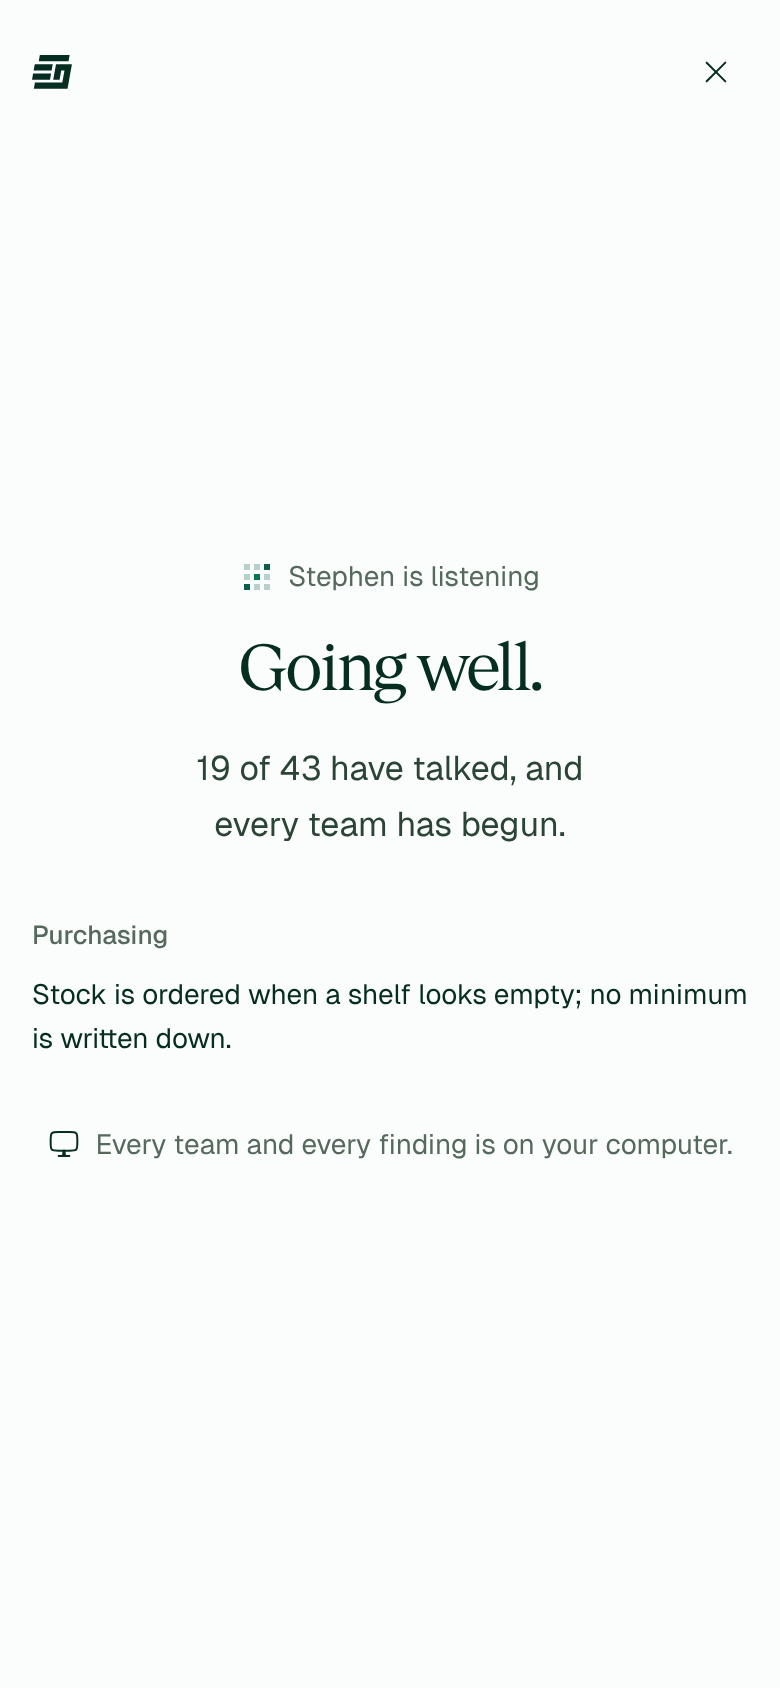 Stephen is listening
Going well.
19 of 43 have talked, and
every team has begun.
Purchasing
Stock is ordered when a shelf looks empty; no minimum
is written down.
Every team and every finding is on your computer.